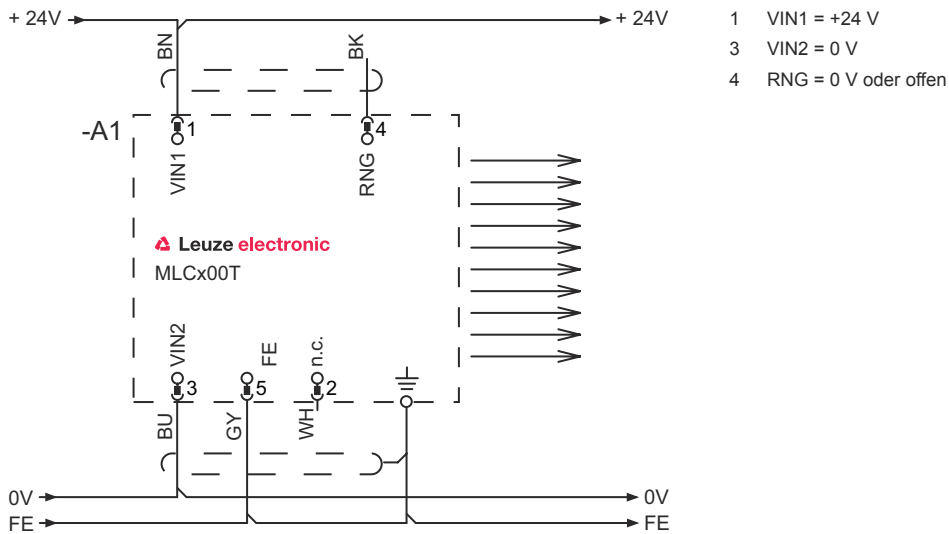 + 24V
+ 24V
BN
BK
-A1
1
4
VIN1
RNG
Leuze electronic
MLCx00T
VIN2
FE
n.c.
3
5
2
BU
GY
WH
0V
0V
FE
FE
1 VIN1 = +24 V
3 VIN2 = 0 V
4 RNG = 0 V oder offen